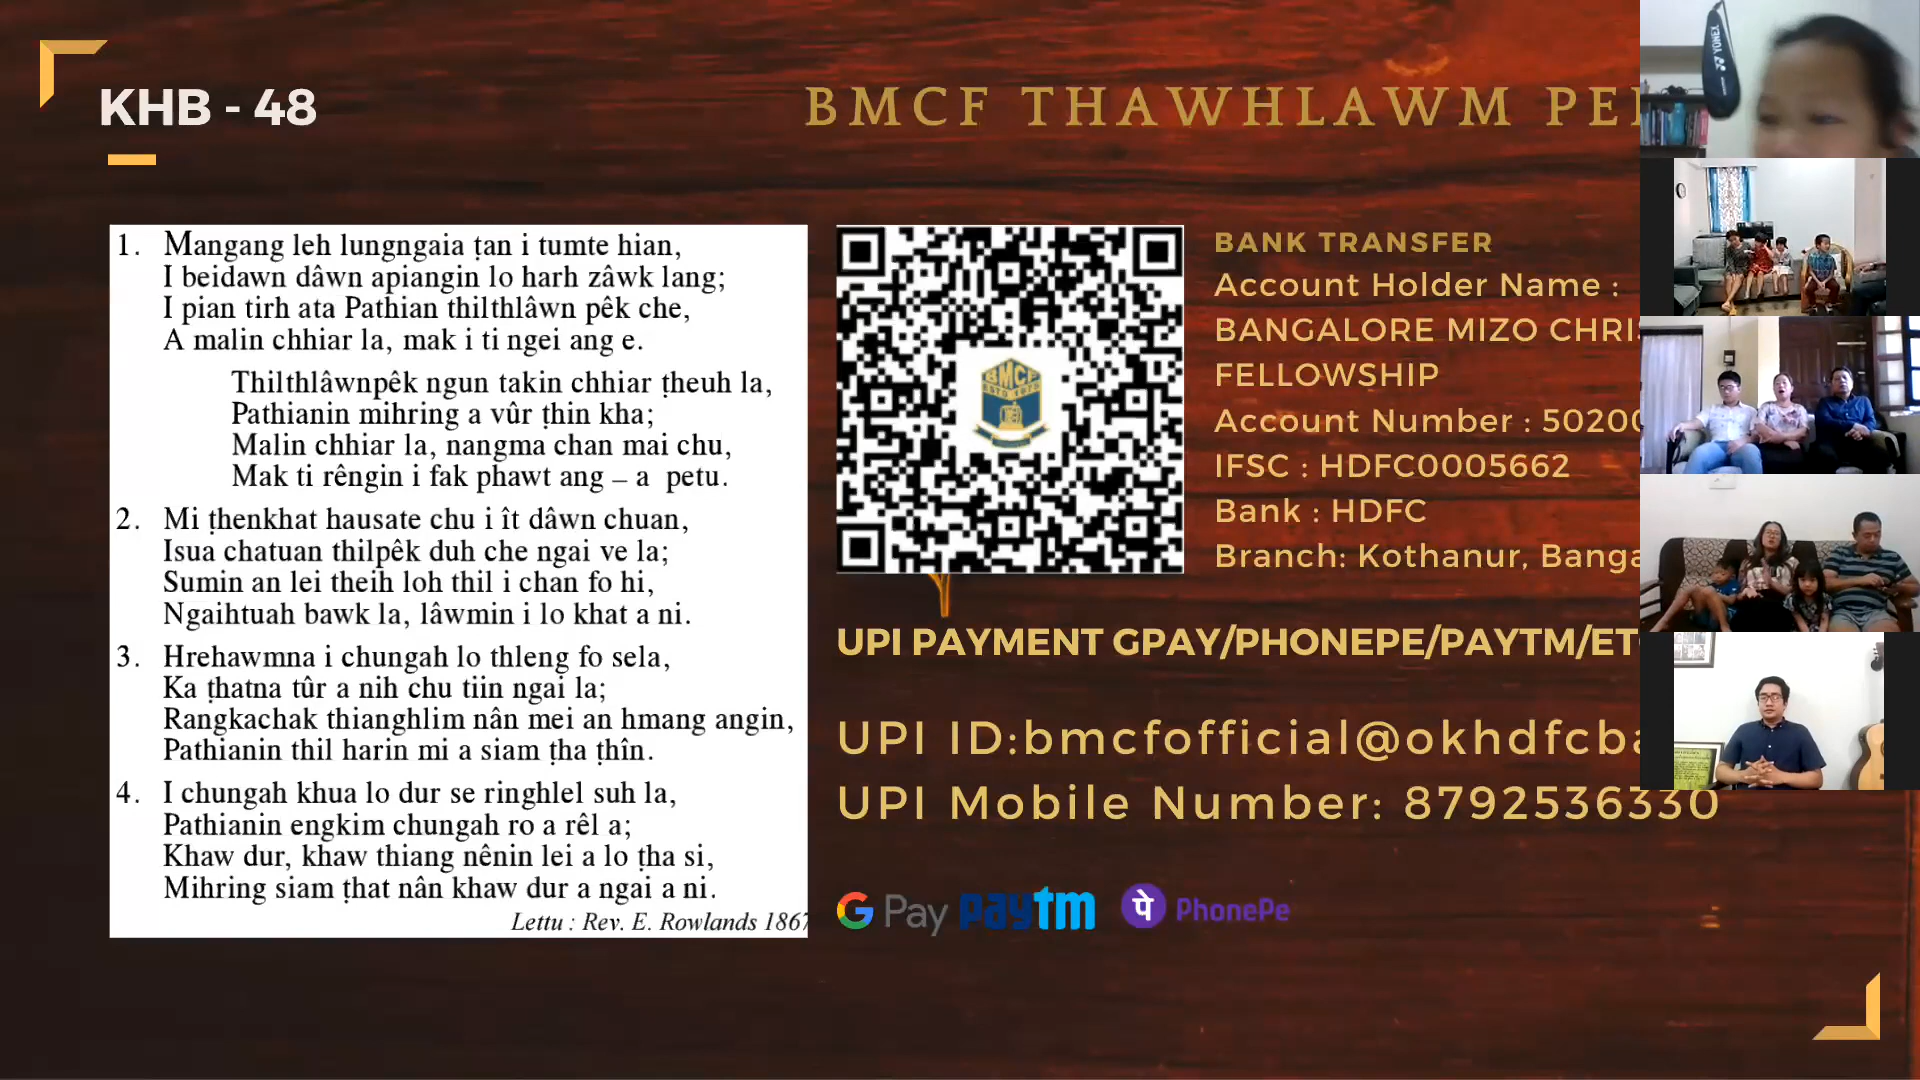 KHB - 48
BMCF THAWHLAWM
1. Mangang leh lungngaia ṭan i tumte hian,
I beidawn dâwn apiangin lo harh zâwk lang;
I pian tirh ata Pathian thilthlâwn pêk che,
A malin chhiar la, mak i ti ngei ang e.
Thilthlâwnpêk ngun takin chhiar ṭheuh la,
Pathianin mihring a vûr ṭhin kha;
Malin chhiar la, nangma chan mai chu,
Mak ti rêngin i fak phawt ang – a petu.
2. Mi ṭhenkhat hausate chu i ît dâwn chuan,
Isua chatuan thilpêk duh che ngai ve la;
Sumin an lei theih loh thil i chan fo hi,
Ngaihtuah bawk la, lâwmin i lo khat a ni.
3. Hrehawmna i chungah lo thleng fo sela,
Ka ṭhatna tûr a nih chu tiin ngai la;
Rangkachak thianghlim nân mei an hmang angin,
Pathianin thil harin mi a siam ṭha ṭhîn.
4. I chungah khua lo dur se ringhlel suh la,
Pathianin engkim chungah ro a rêl a;
Khaw dur, khaw thiang nênin lei a lo ṭha si,
Mihring siam ṭhat nân khaw dur a ngai a ni.
Lettu : Rev. E. Rowlands 1867
BMCF
ESTD 1970
BANK TRANSFER
Account Holder Name :
BANGALORE MIZO
FELLOWSHIP
Account Number : 5020
IFSC : HDFC0005662
Bank : HDFC
Branch: Kothanur,
UPI PAYMENT GPAY/PHONEPE/PAYTM/
UPI ID:bmcfofficial@okhdfcba
UPI Mobile Number: 8792536330
G Pay paytm पे PhonePe
YONEX